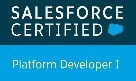 SALESFORCE
CERTIFIED
Platform Developer I